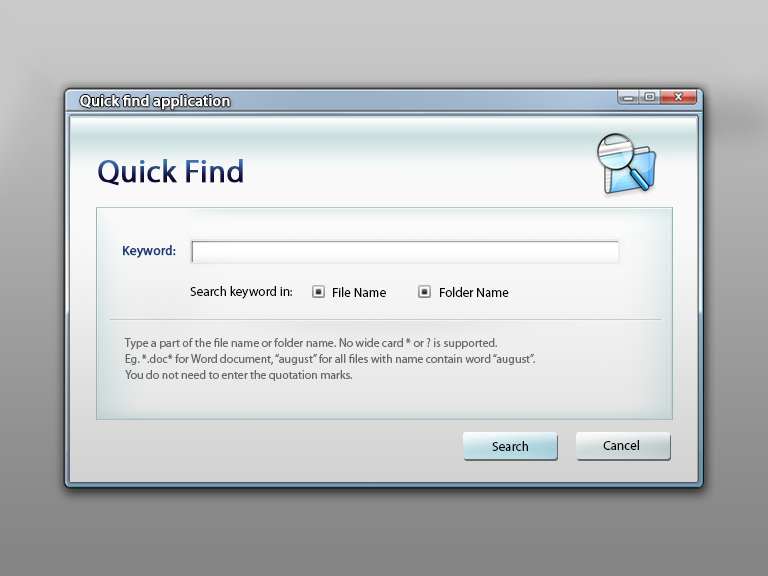 Quick find application
Quick Find
Keyword:
Search keyword in: File Name Folder Name
Type a part of the file name or folder name. No wide card * or ? is supported.
Eg. *.doc* for Word document, “august” for all files with name contain word “august”.
You do not need to enter the quotation marks.
Search Cancel